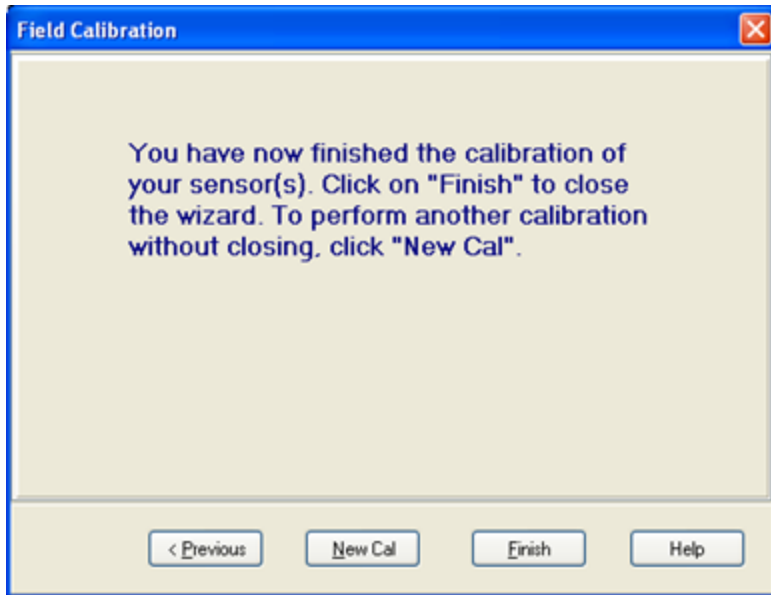 Field Calibration
You have now finished the calibration of
your sensor(s). Click on "Finish" to close
the wizard. To perform another calibration
without closing, click "New Cal".
< Previous New Cal Finish Help